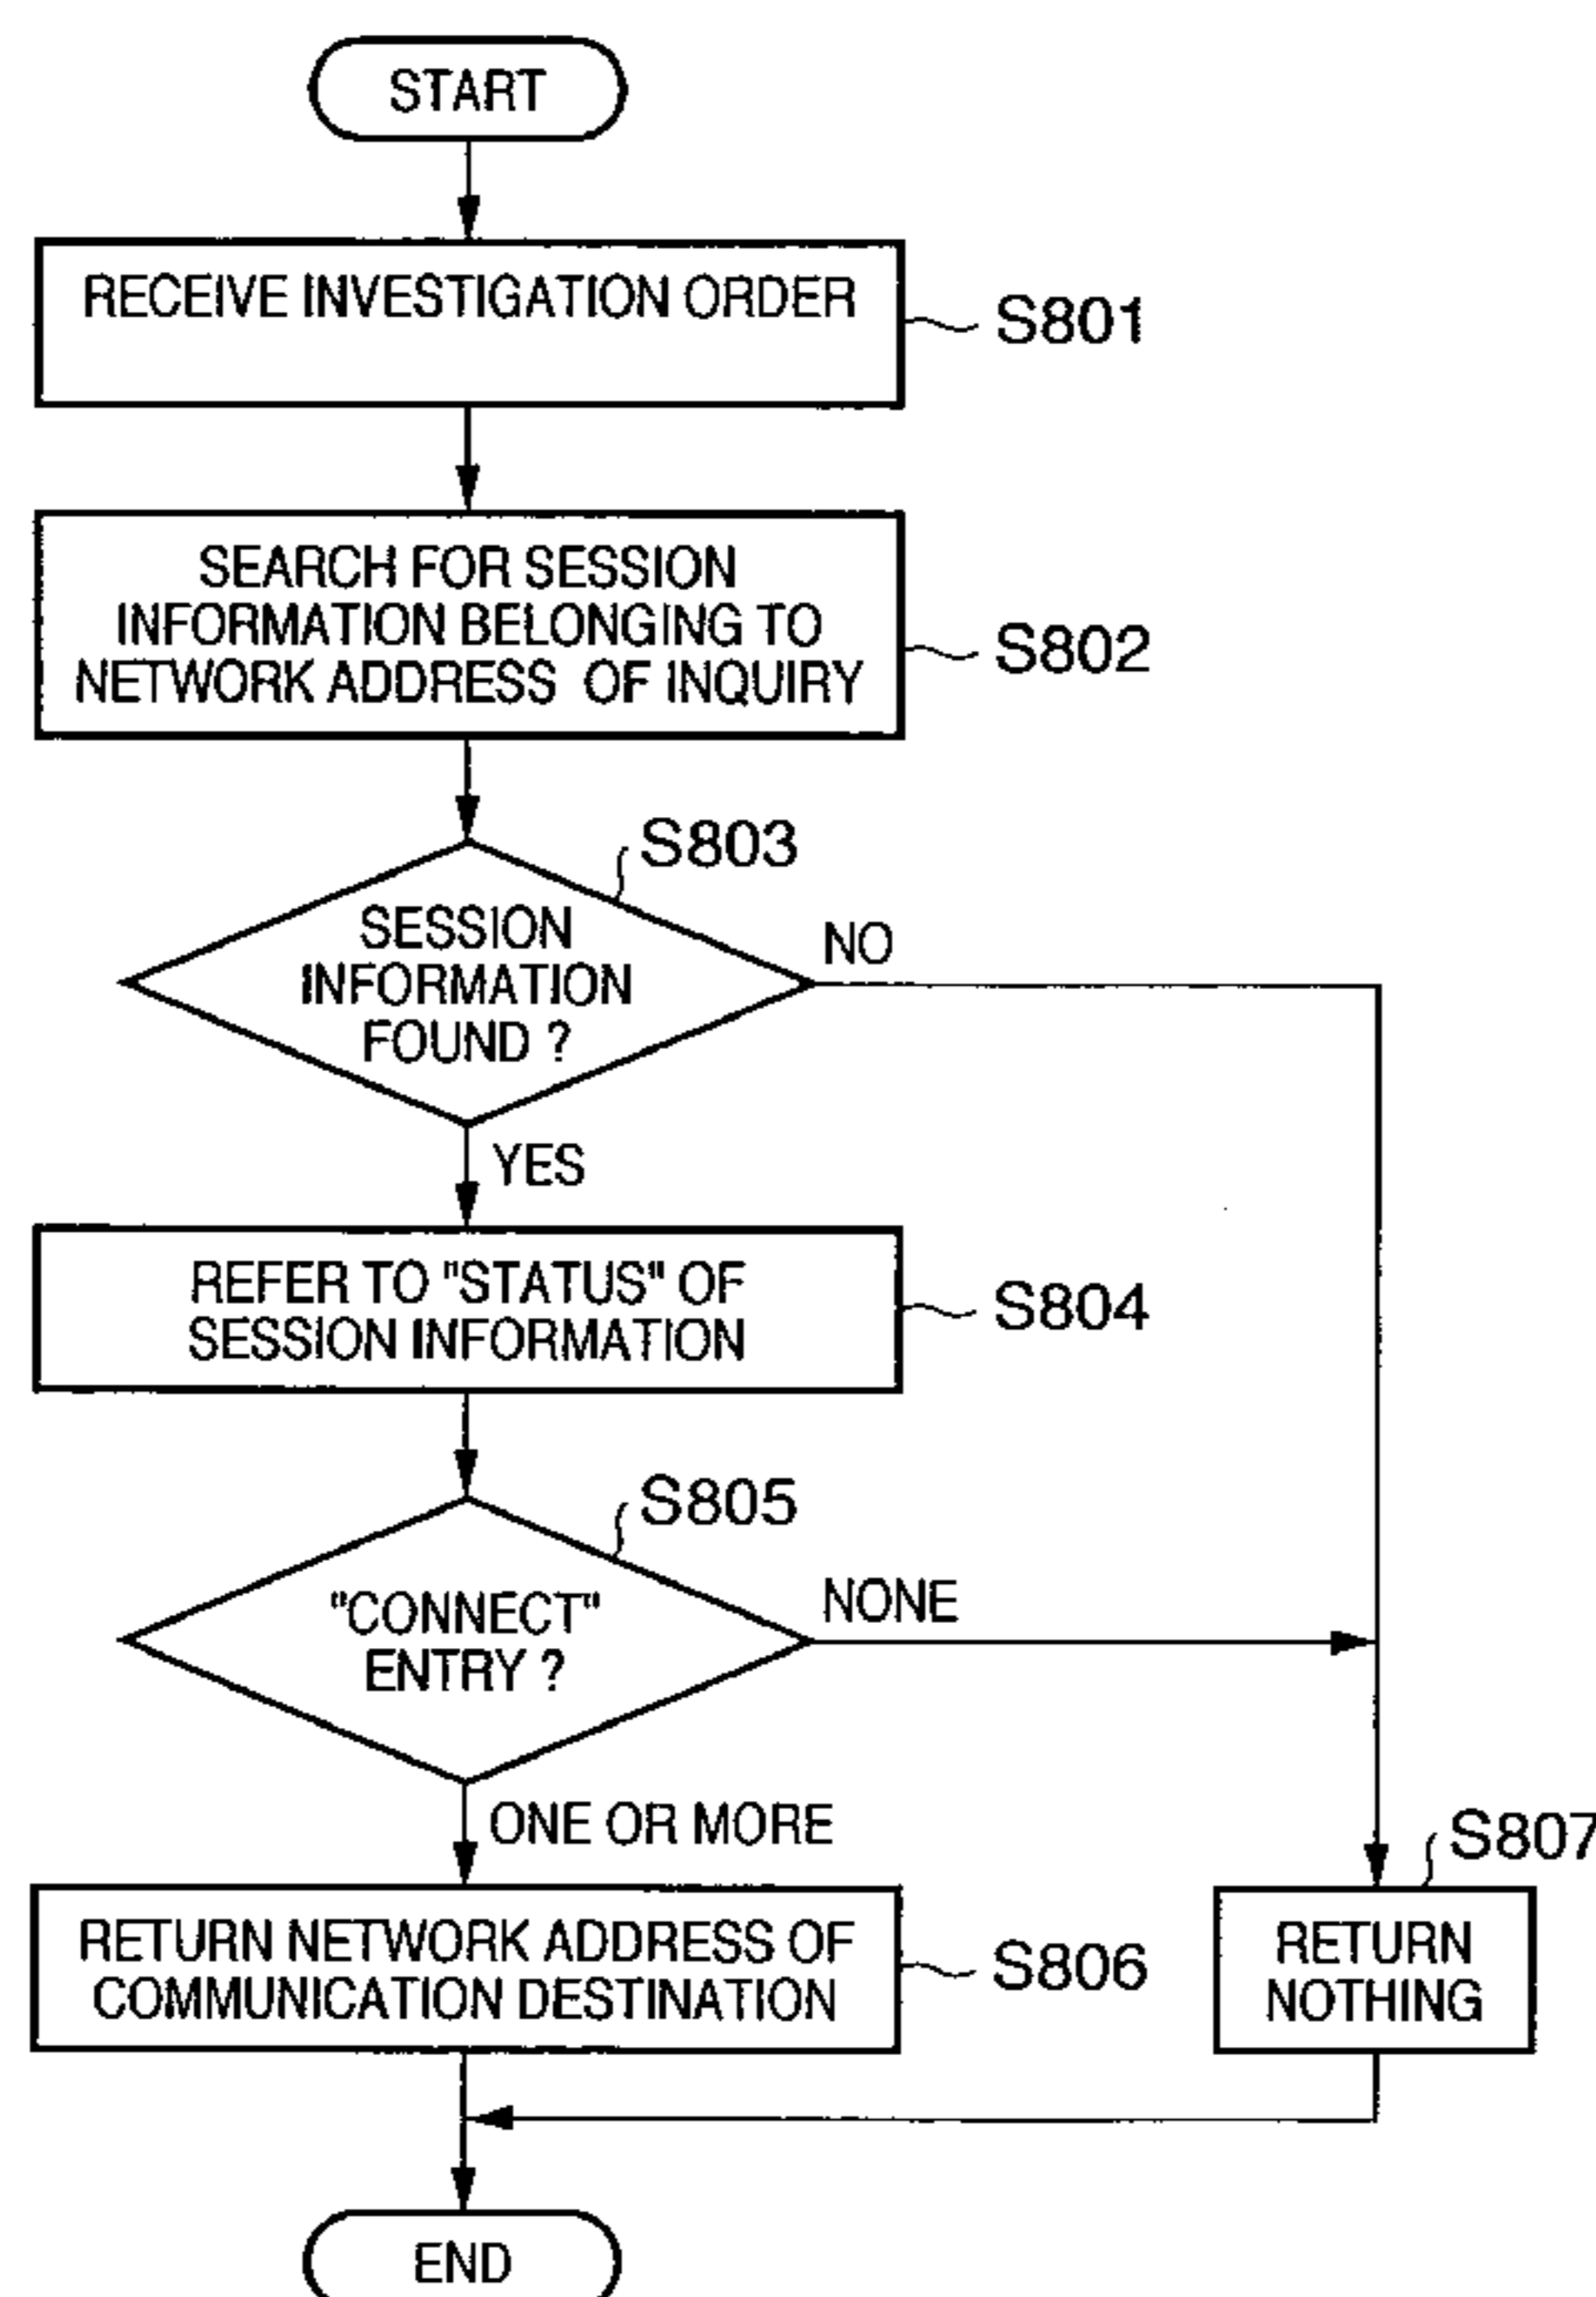 START
RECEIVE INVESTIGATION ORDER
S801
SEARCH FOR SESSION
INFORMATION BELONGING TO
NETWORK ADDRESS OF INQUIRY
S802
S803
SESSION
INFORMATION
FOUND ?
NO
YES
REFER TO "STATUS" OF
SESSION INFORMATION
S804
S805
"CONNECT"
ENTRY ?
NONE
ONE OR MORE
RETURN NETWORK ADDRESS OF
COMMUNICATION DESTINATION
S806
S807
RETURN
NOTHING
END